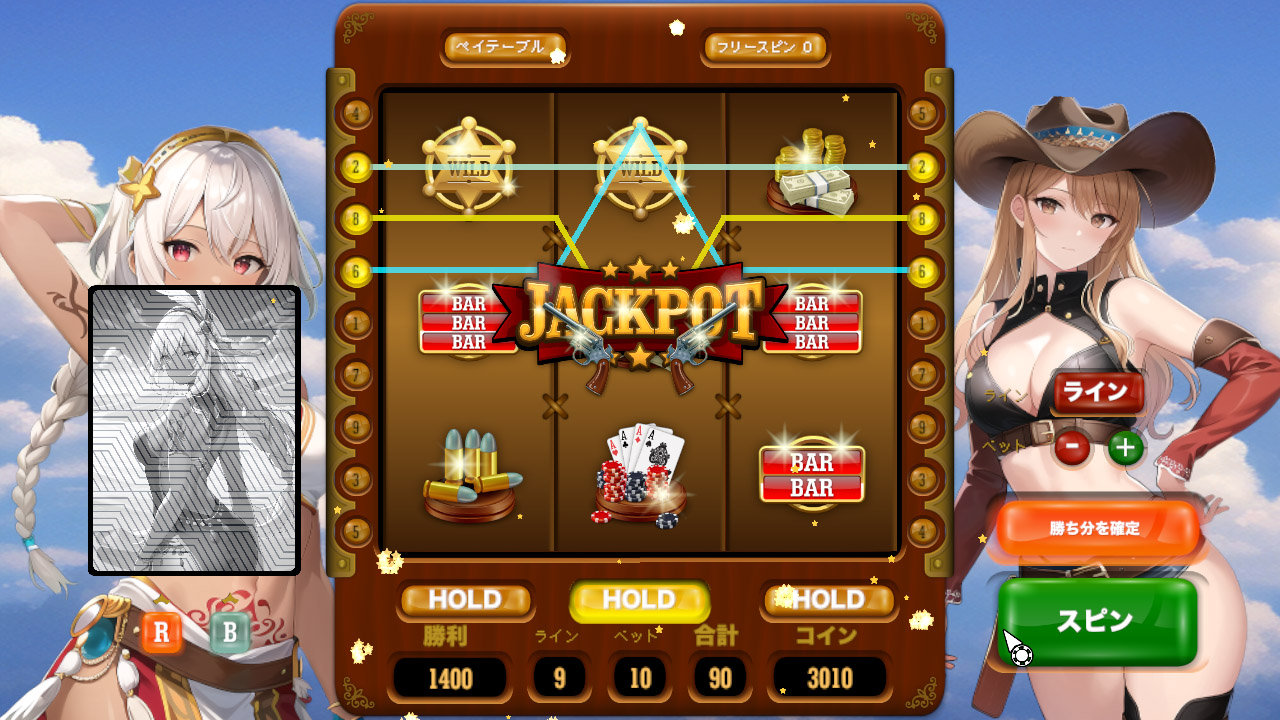 ペイテーブル
フリースピン 0
4
5
WILD
WILD
2
2
8
8
6
6
BAR
BAR
BAR
JACKPOT
BAR
BAR
BAR
1
1
7
7
9
9
3
3
5
4
A
A
A
A
BAR
BAR
ライン
ライン
ベット
-
+
勝ち分を確定
スピン
R
B
HOLD
HOLD
HOLD
勝利
ライン
ベット
合計
コイン
1400
9
10
90
3010